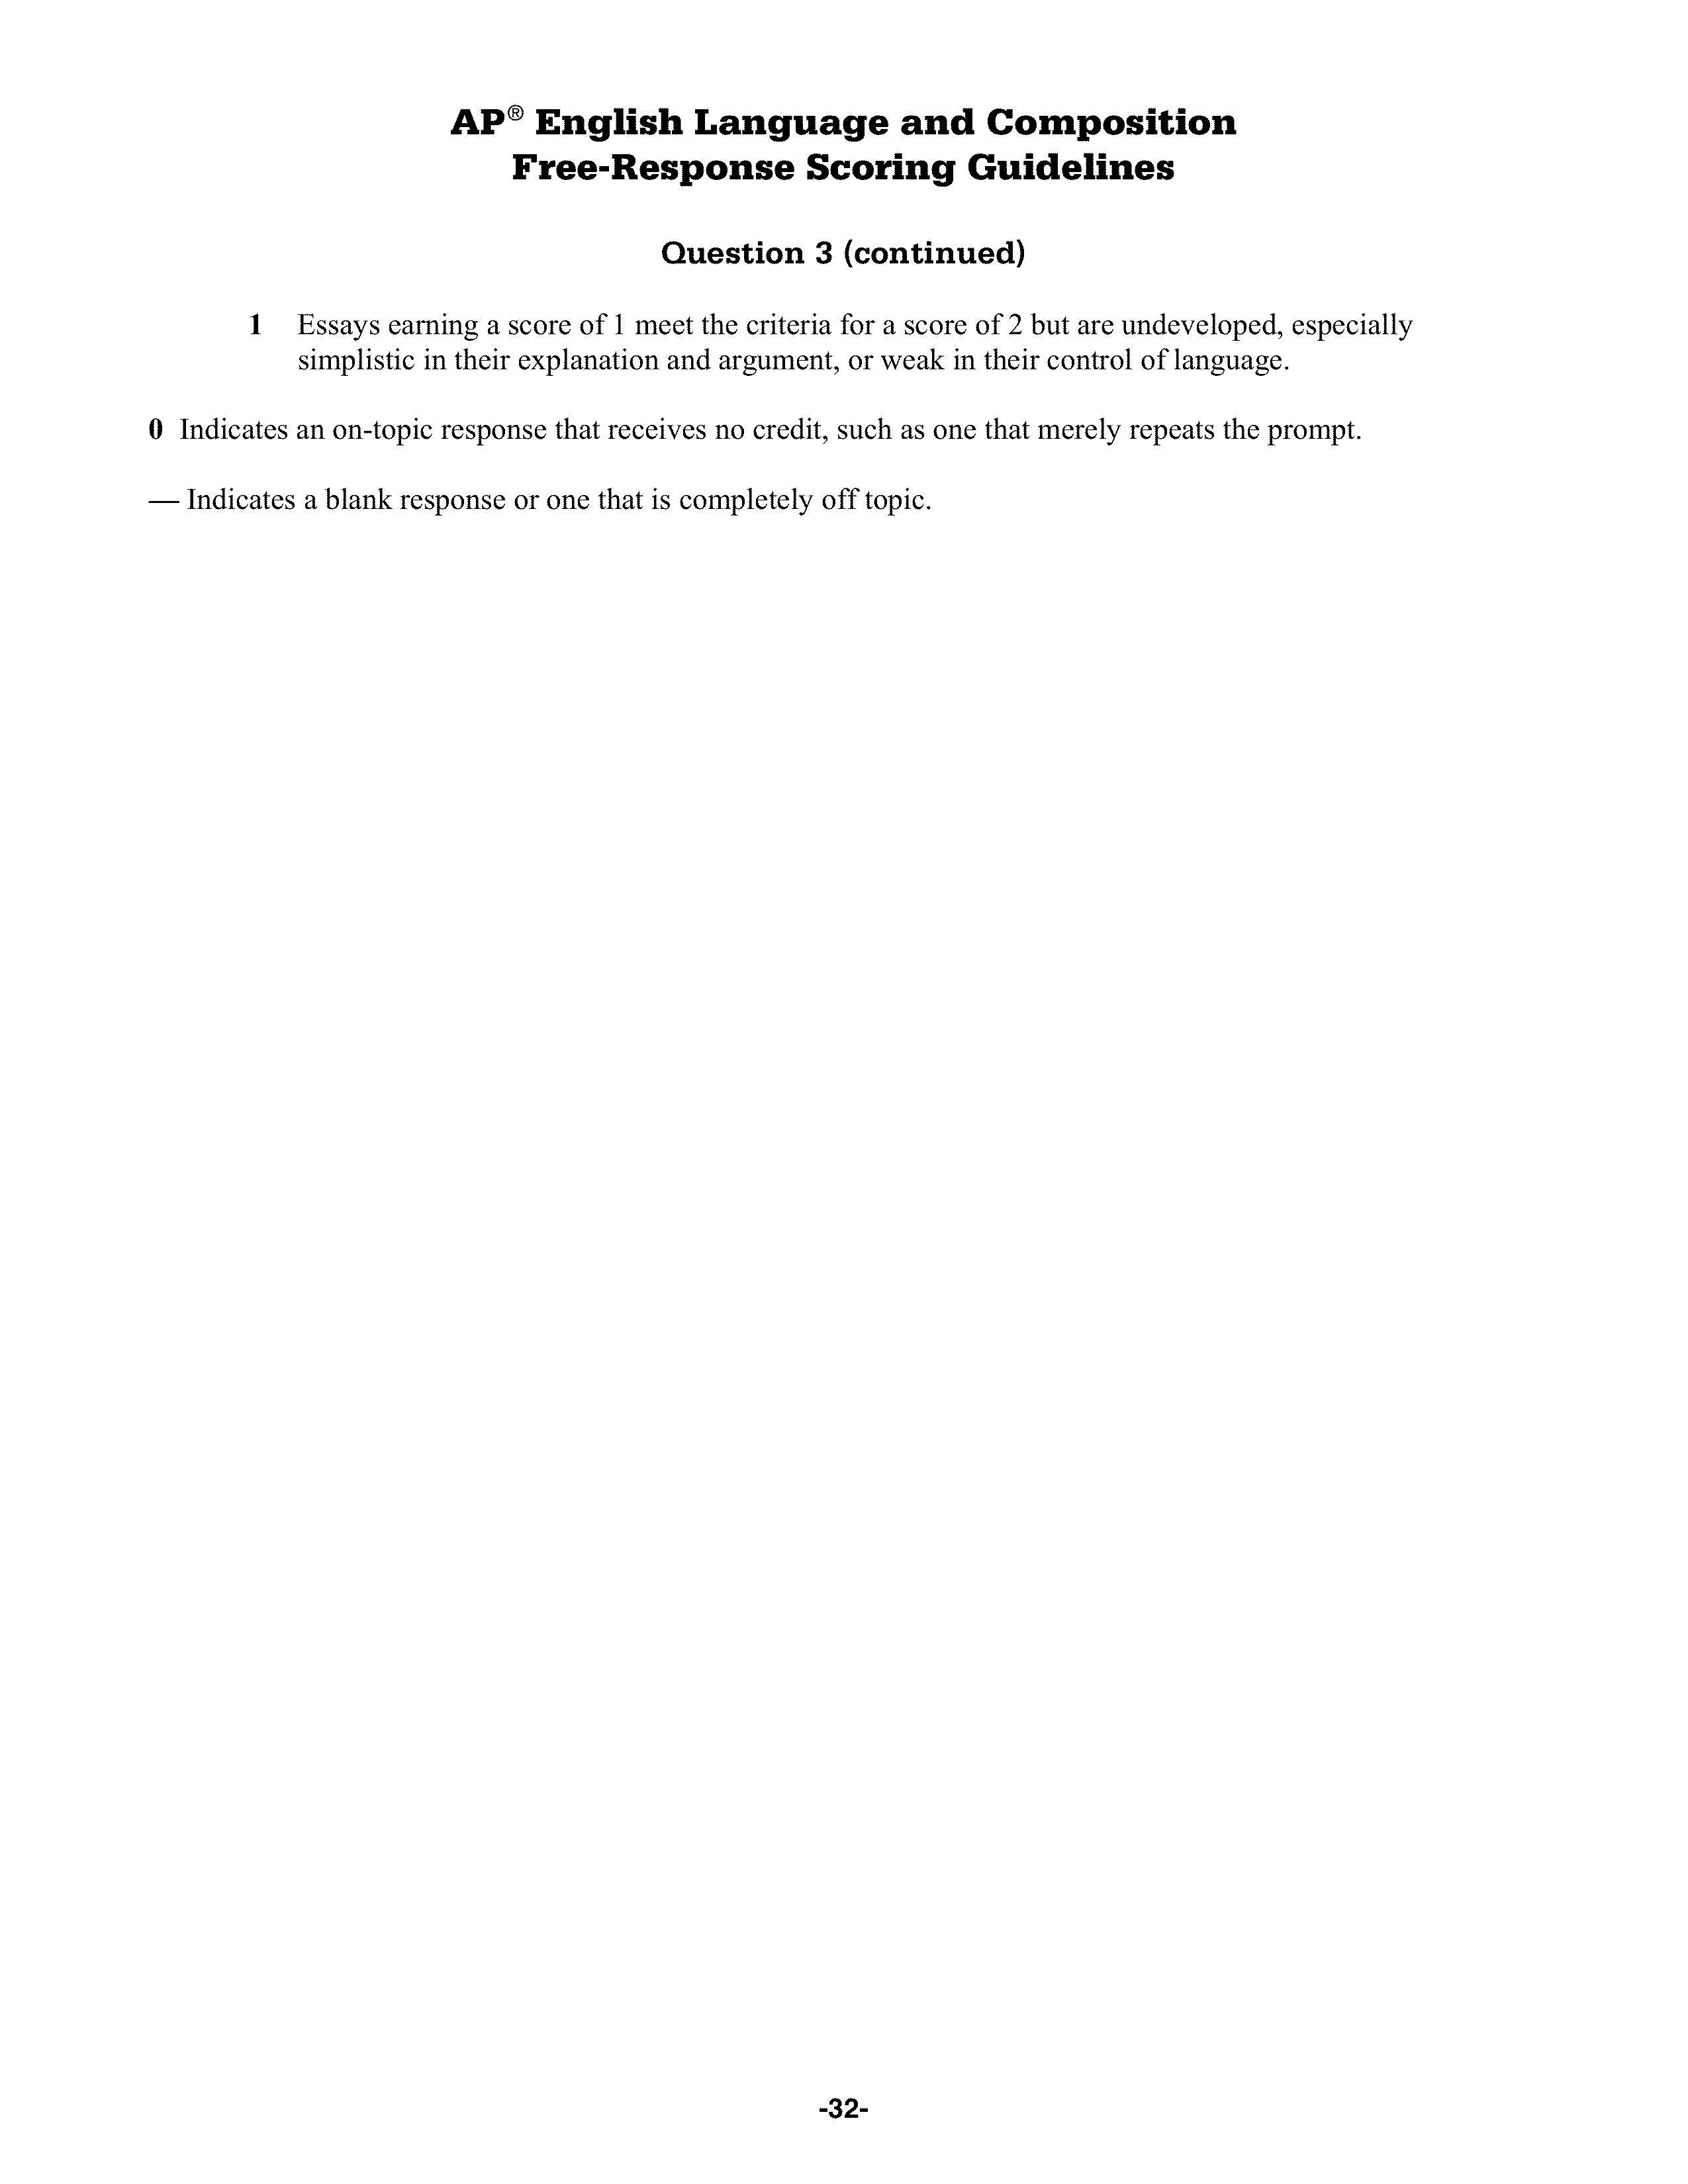 AP® English Language and Composition
Free-Response Scoring Guidelines
Question 3 (continued)
1 Essays earning a score of 1 meet the criteria for a score of 2 but are undeveloped, especially
simplistic in their explanation and argument, or weak in their control of language.
0 Indicates an on-topic response that receives no credit, such as one that merely repeats the prompt.
— Indicates a blank response or one that is completely off topic.
-32-